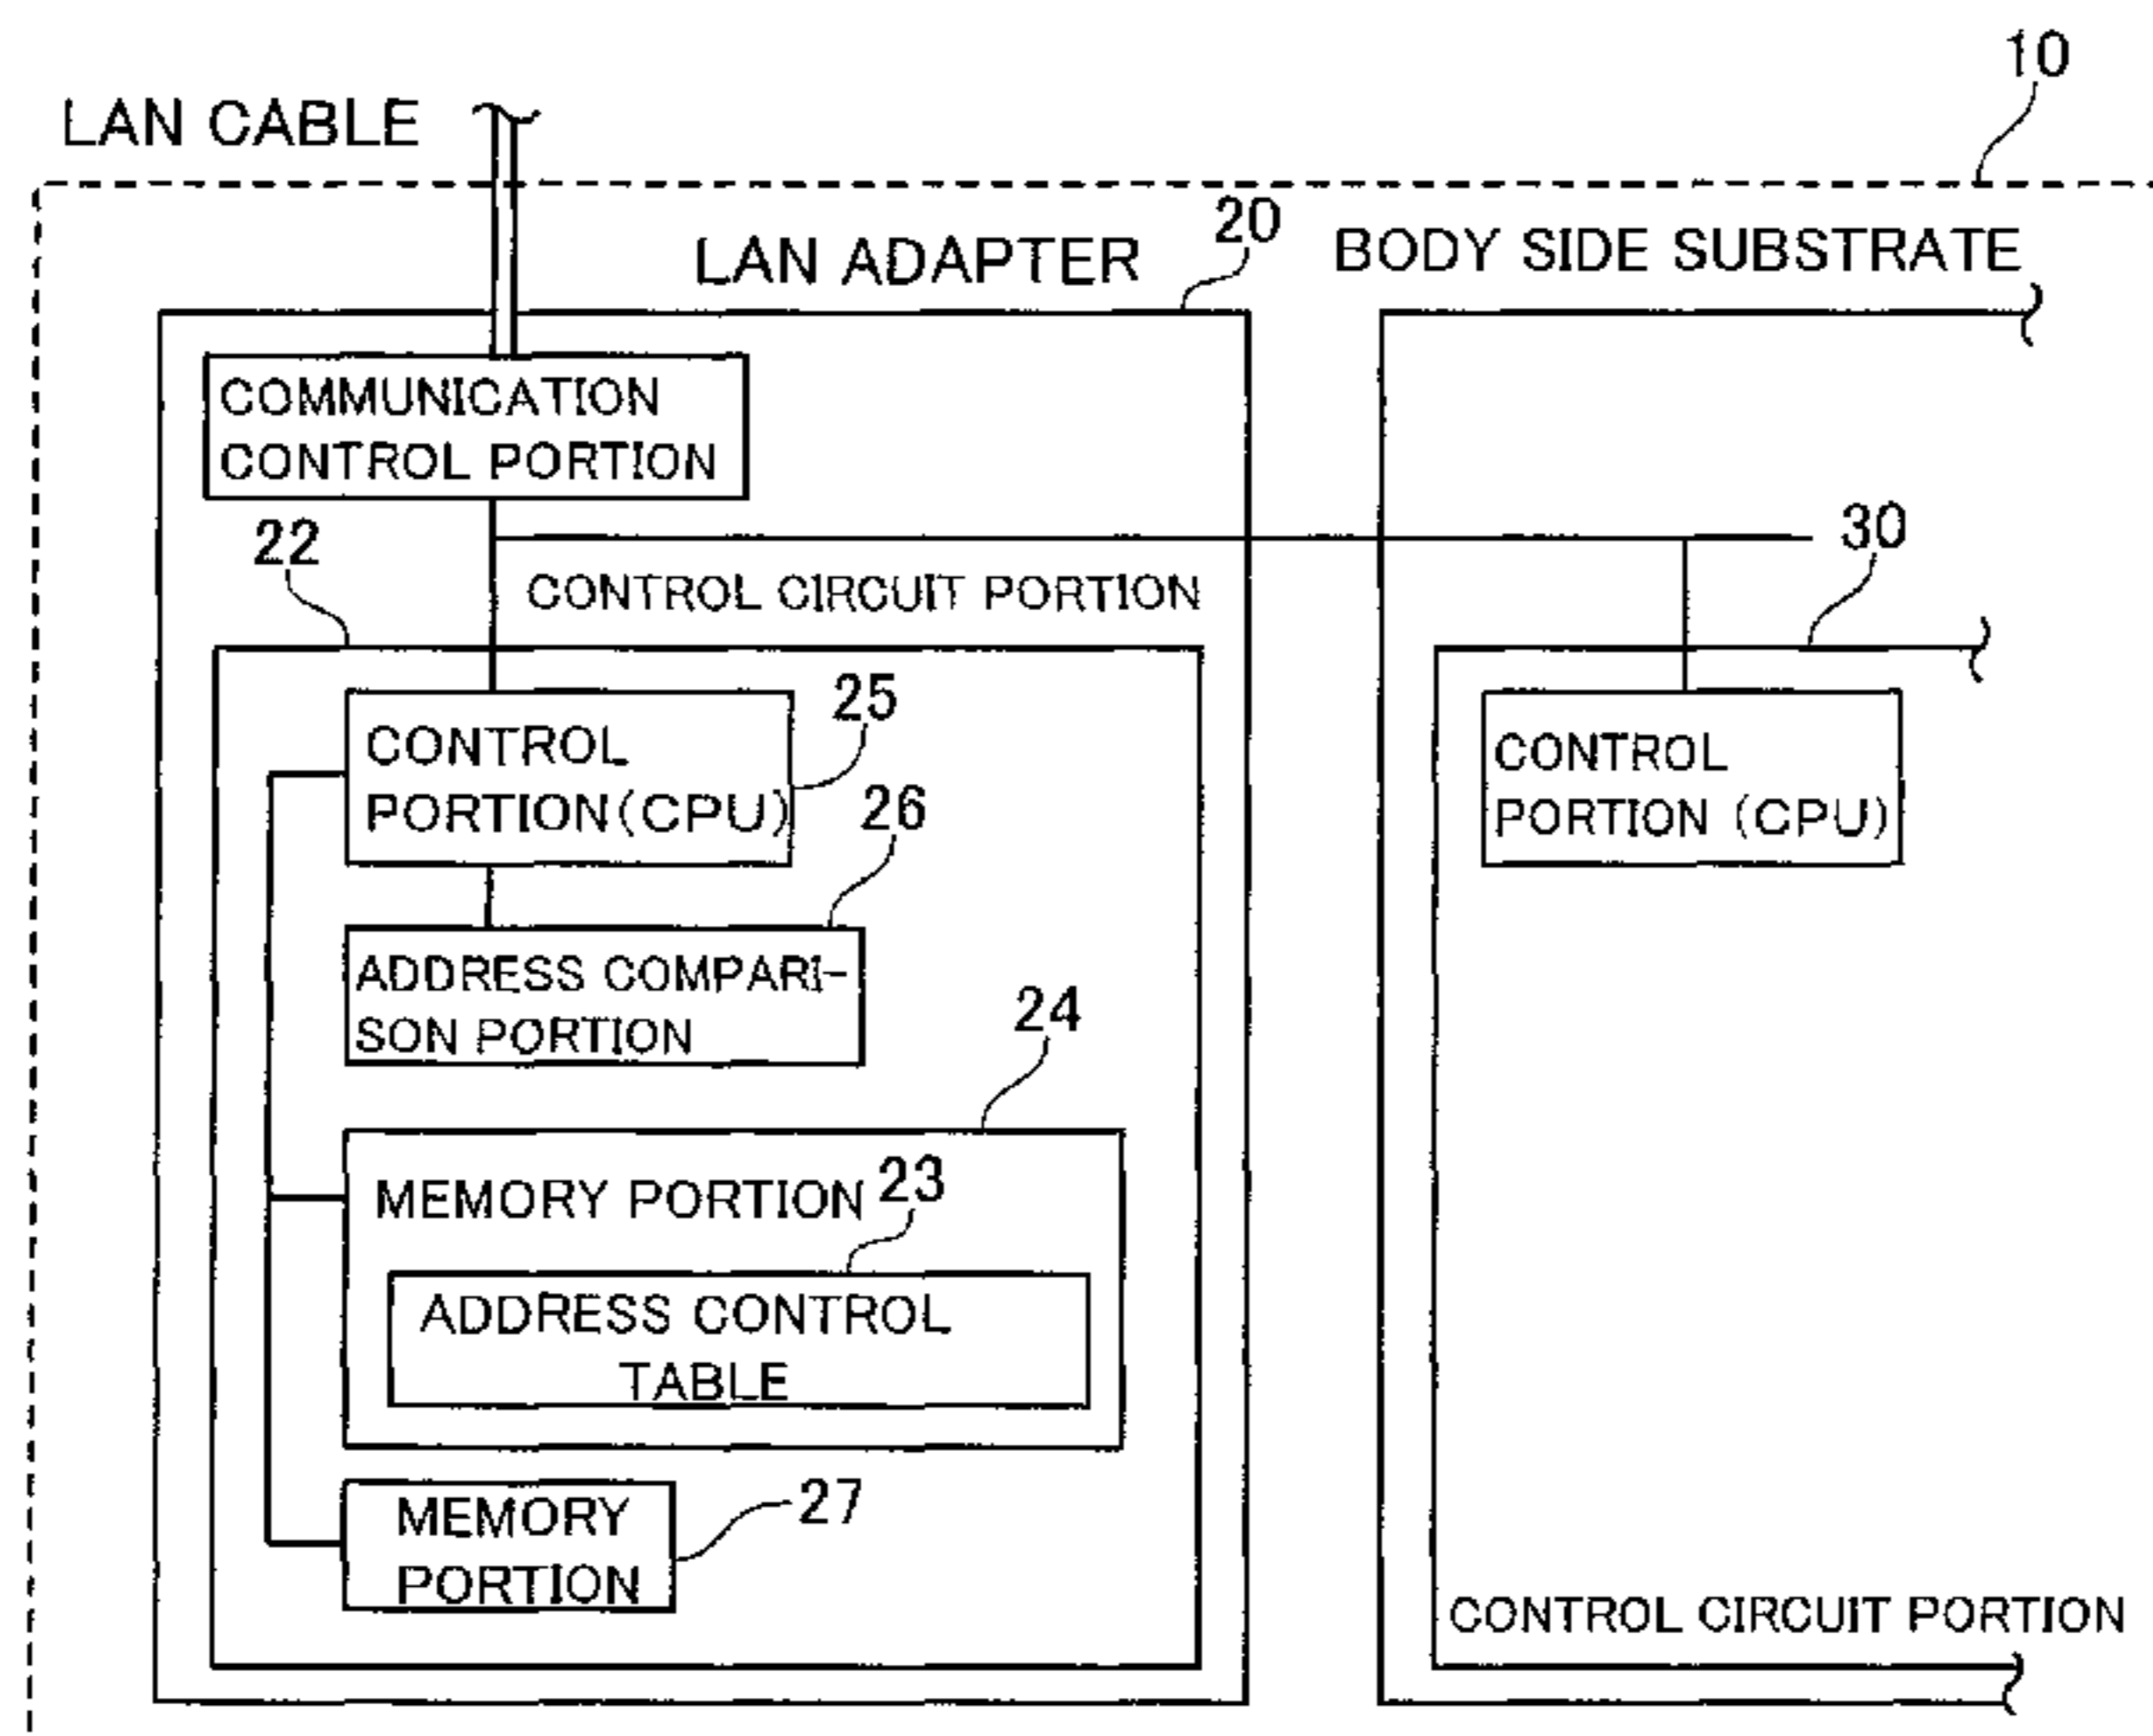 10
LAN CABLE
20
LAN ADAPTER
BODY SIDE SUBSTRATE
COMMUNICATION
CONTROL PORTION
22
30
CONTROL CIRCUIT PORTION
25
CONTROL
PORTION(CPU)
CONTROL
PORTION (CPU)
26
ADDRESS COMPARI-
SON PORTION
24
MEMORY PORTION
23
ADDRESS CONTROL
TABLE
27
MEMORY
PORTION
CONTROL CIRCUIT PORTION